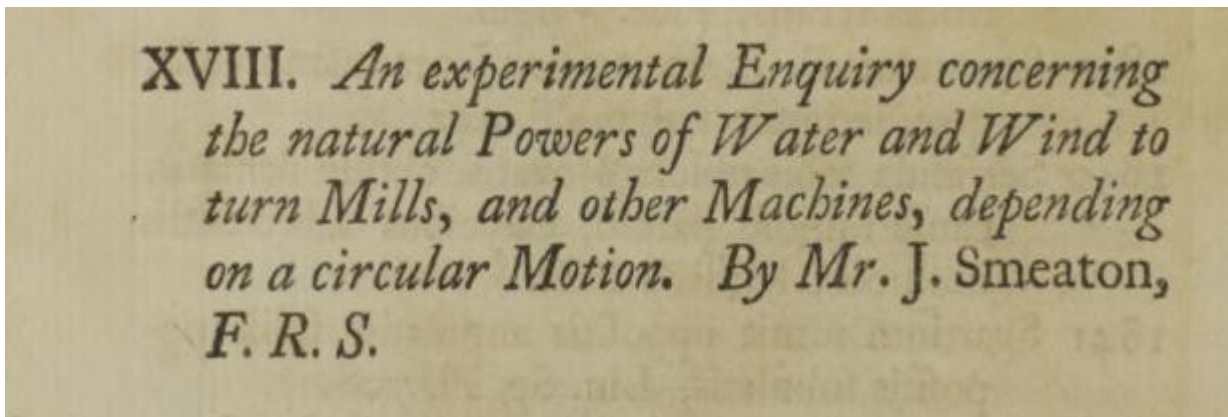 XVIII. An experimental Enquiry concerning
the natural Powers of Water and Wind to
turn Mills, and other Machines, depending
on a circular Motion. By Mr. J. Smeaton,
F. R. S.